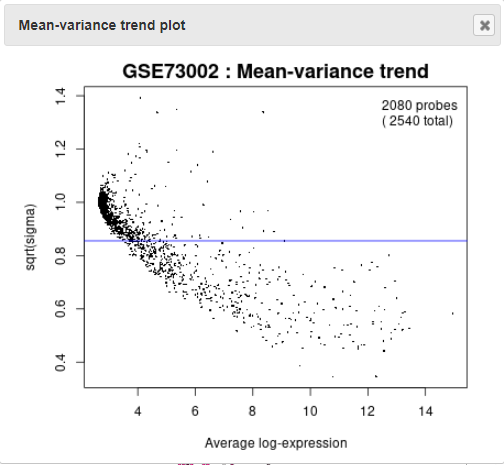 Mean-variance trend plot
GSE73002 : Mean-variance trend
2080 probes
( 2540 total)
sqrt(sigma)
1.4
1.2
1.0
0.8
0.6
0.4
4 6 8 10 12 14
Average log-expression